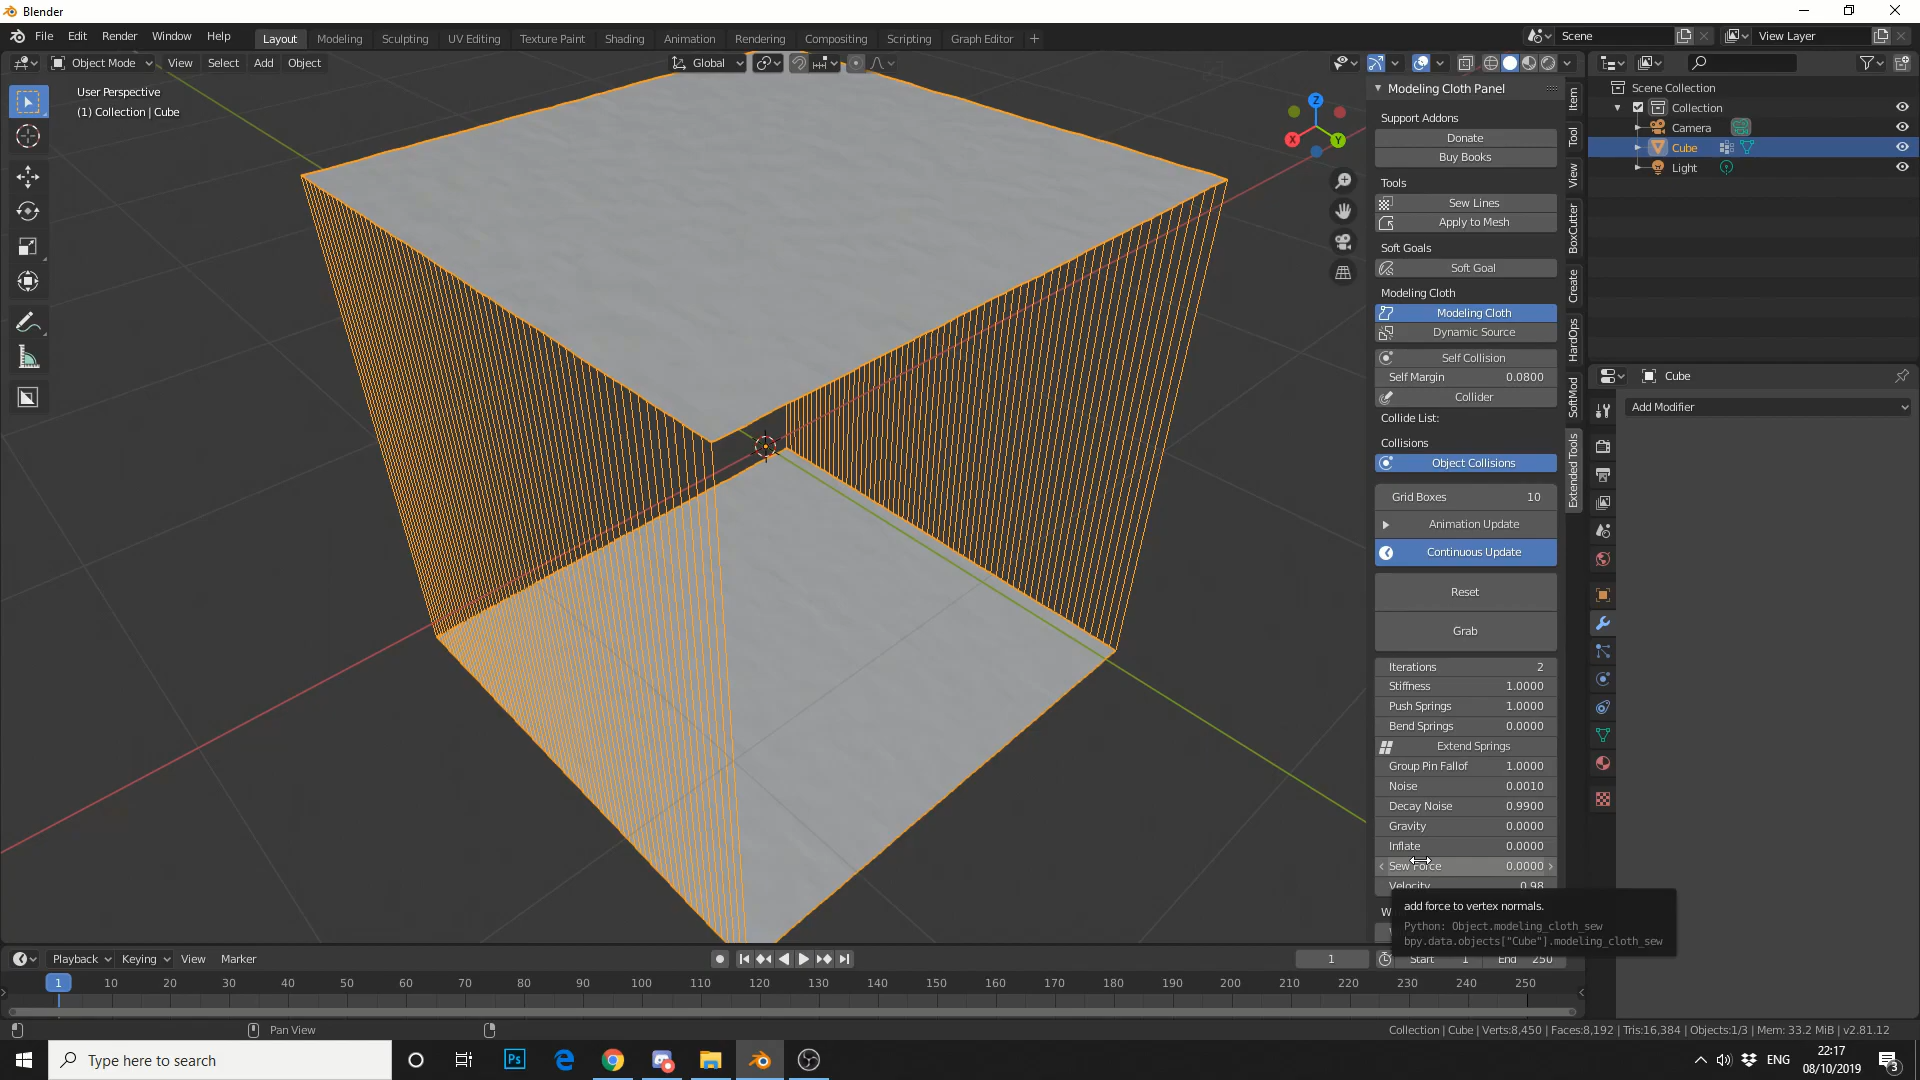 Blender
File Edit Render Window Help
Layout Modeling Sculpting UV Editing Texture Paint Shading Animation Rendering Compositing Scripting Graph Editor +
Scene
View Layer
Object Mode View Select Add Object
Global
User Perspective
(1) Collection | Cube
Z
X
Y
Modeling Cloth Panel
Support Addons
Donate
Buy Books
Tools
Sew Lines
Apply to Mesh
Soft Goals
Soft Goal
Modeling Cloth
Modeling Cloth
Dynamic Source
Self Collision
Self Margin 0.0800
Collider
Collide List:
Collisions
Object Collisions
Grid Boxes 10
Animation Update
Continuous Update
Reset
Grab
Iterations 2
Stiffness 1.0000
Push Springs 1.0000
Bend Springs 0.0000
Extend Springs
Group Pin Fallof 1.0000
Noise 0.0010
Decay Noise 0.9900
Gravity 0.0000
Inflate 0.0000
Sew Force 0.0000
Velocity 0.98
W
add force to vertex normals.
Python: Object.modeling_cloth_sew
bpy.data.objects["Cube"].modeling_cloth_sew
Item
Tool
View
BoxCutter
Create
HardOps
SoftMod
Extended Tools
Scene Collection
Collection
Camera
Cube
Light
Cube
Add Modifier
Playback Keying View Marker
1 Start 1 End 250
1 10 20 30 40 50 60 70 80 90 100 110 120 130 140 150 160 170 180 190 200 210 220 230 240 250
Pan View
Collection | Cube | Verts:8,450 | Faces:8,192 | Tris:16,384 | Objects:1/3 | Mem: 33.2 MiB | v2.81.12
Type here to search
Ps
ENG
22:17
08/10/2019
3